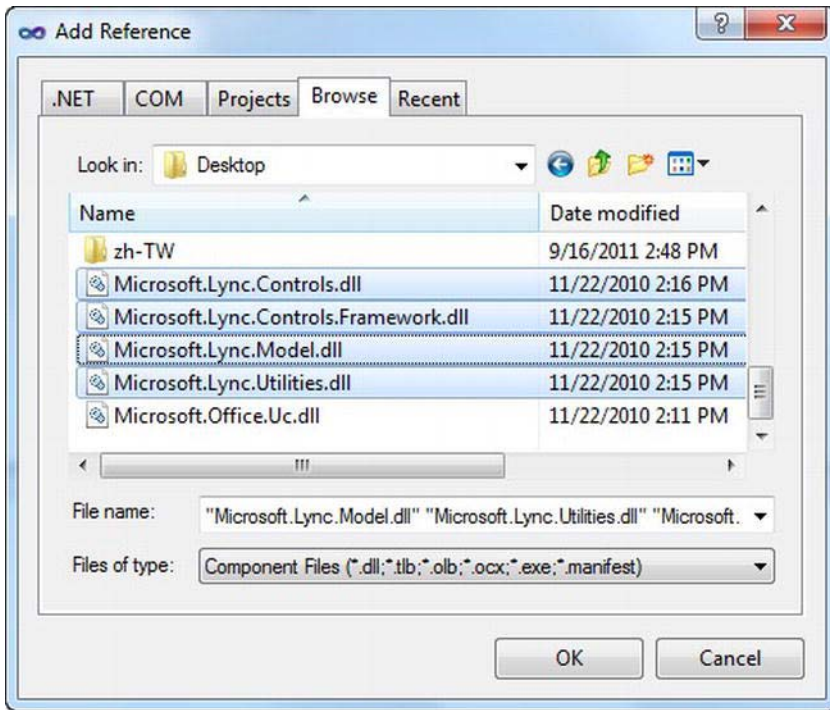 Add Reference
.NET COM Projects Browse Recent
Look in: Desktop
Name Date modified
zh-TW 9/16/2011 2:48 PM
Microsoft.Lync.Controls.dll 11/22/2010 2:16 PM
Microsoft.Lync.Controls.Framework.dll 11/22/2010 2:15 PM
Microsoft.Lync.Model.dll 11/22/2010 2:15 PM
Microsoft.Lync.Utilities.dll 11/22/2010 2:15 PM
Microsoft.Office.Uc.dll 11/22/2010 2:11 PM
File name: "Microsoft.Lync.Model.dll" "Microsoft.Lync.Utilities.dll" "Microsoft.
Files of type: Component Files (*.dll;*.tlb;*.olb;*.ocx;*.exe;*.manifest)
OK Cancel